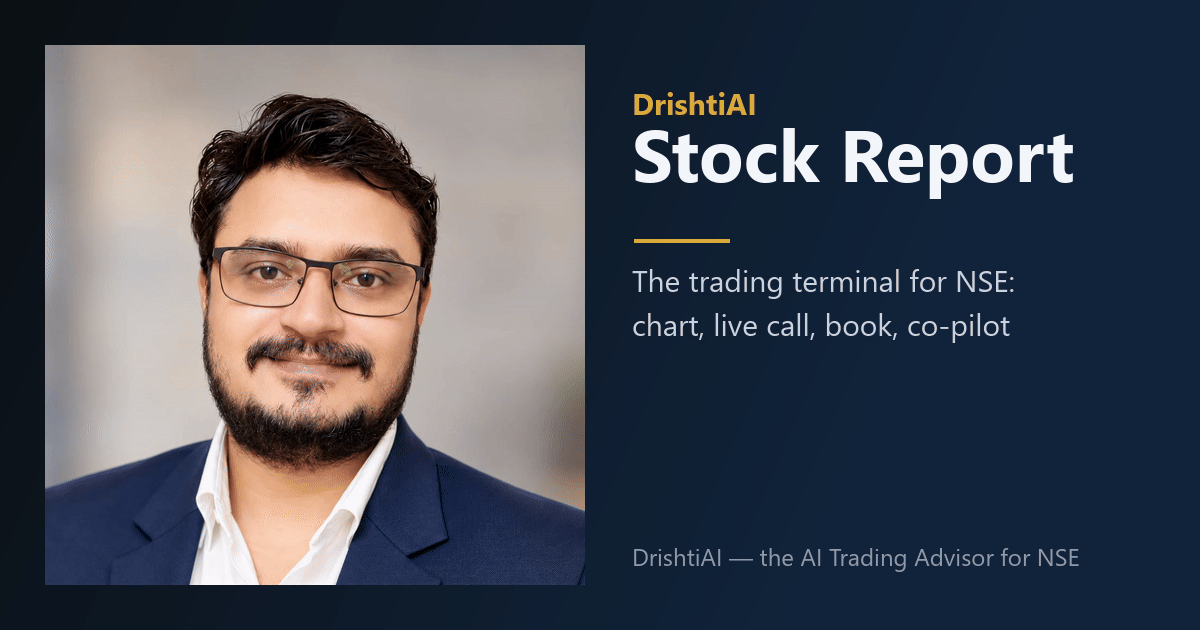 DrishtiAI
Stock Report
The trading terminal for NSE:
chart, live call, book, co-pilot
DrishtiAI — the AI Trading Advisor for NSE